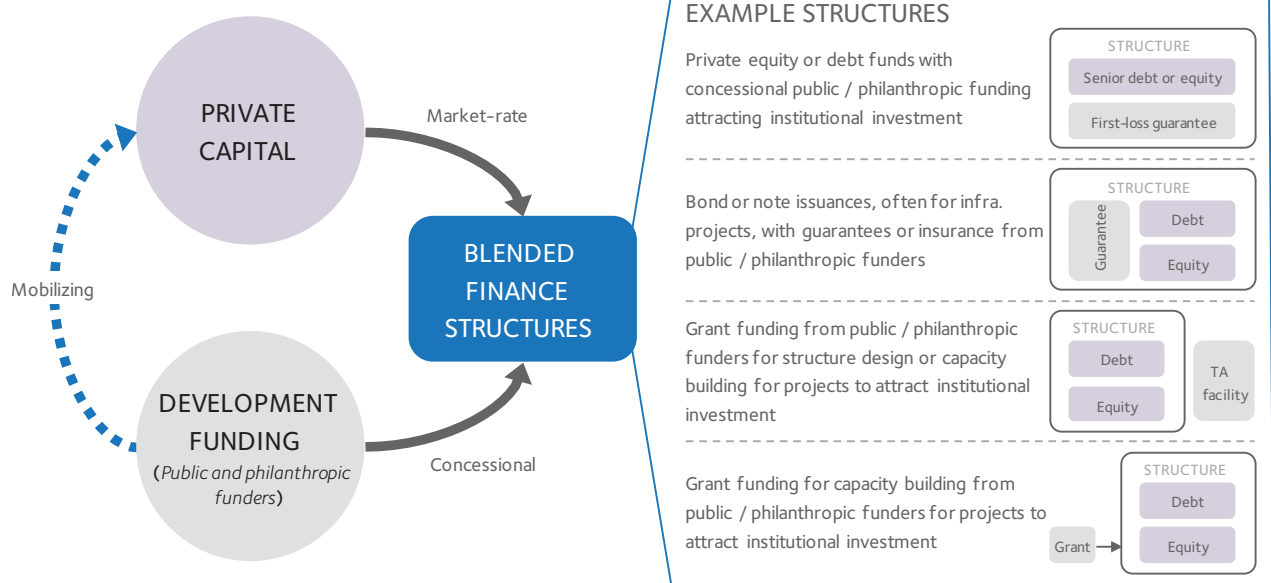 PRIVATE
CAPITAL
Market-rate
Mobilizing
BLENDED
FINANCE
STRUCTURES
DEVELOPMENT
FUNDING
(Public and philanthropic
funders)
Concessional
EXAMPLE STRUCTURES
Private equity or debt funds with
concessional public / philanthropic funding
attracting institutional investment
STRUCTURE
Senior debt or equity
First-loss guarantee
Bond or note issuances, often for infra.
projects, with guarantees or insurance from
public / philanthropic funders
STRUCTURE
Guarantee
Debt
Equity
Grant funding from public / philanthropic
funders for structure design or capacity
building for projects to attract institutional
investment
STRUCTURE
Debt
Equity
TA
facility
Grant funding for capacity building from
public / philanthropic funders for projects to
attract institutional investment
Grant
STRUCTURE
Debt
Equity